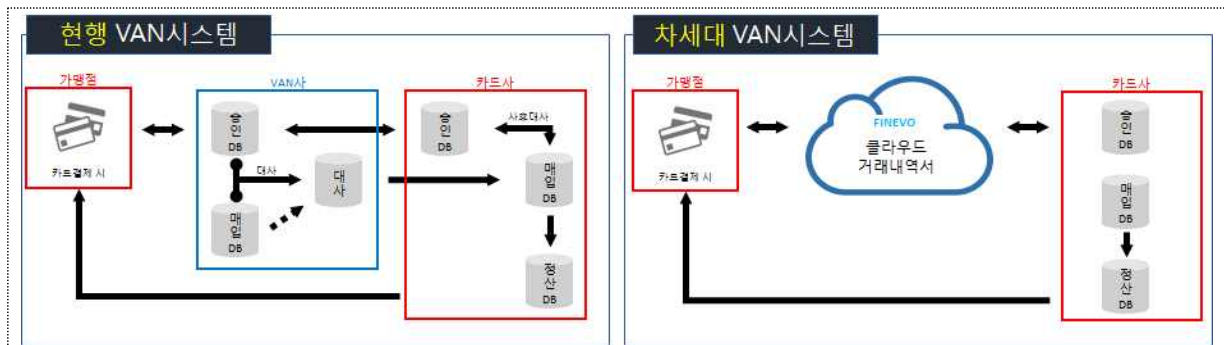 현행 VAN시스템
가맹점
카드결제 시
VAN사
승인
DB
대사
매입
DB
대사
카드사
승인
DB
사후대사
매입
DB
정산
DB
차세대 VAN시스템
가맹점
카드결제 시
FINEVO
클라우드
거래내역서
카드사
승인
DB
매입
DB
정산
DB